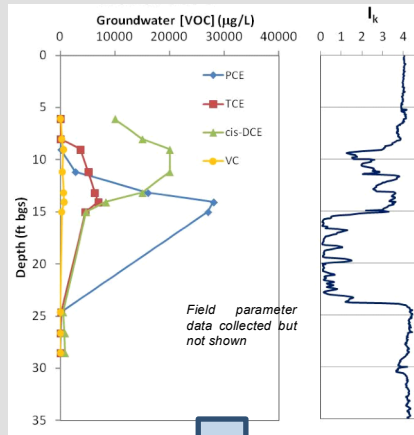 Groundwater [VOC] (µg/L)
0 10000 20000 30000 40000
Depth (ft bgs)
0
5
10
15
20
25
30
35
PCE
TCE
cis-DCE
VC
Field parameter
data collected but
not shown
Ik
0 1 2 3 4